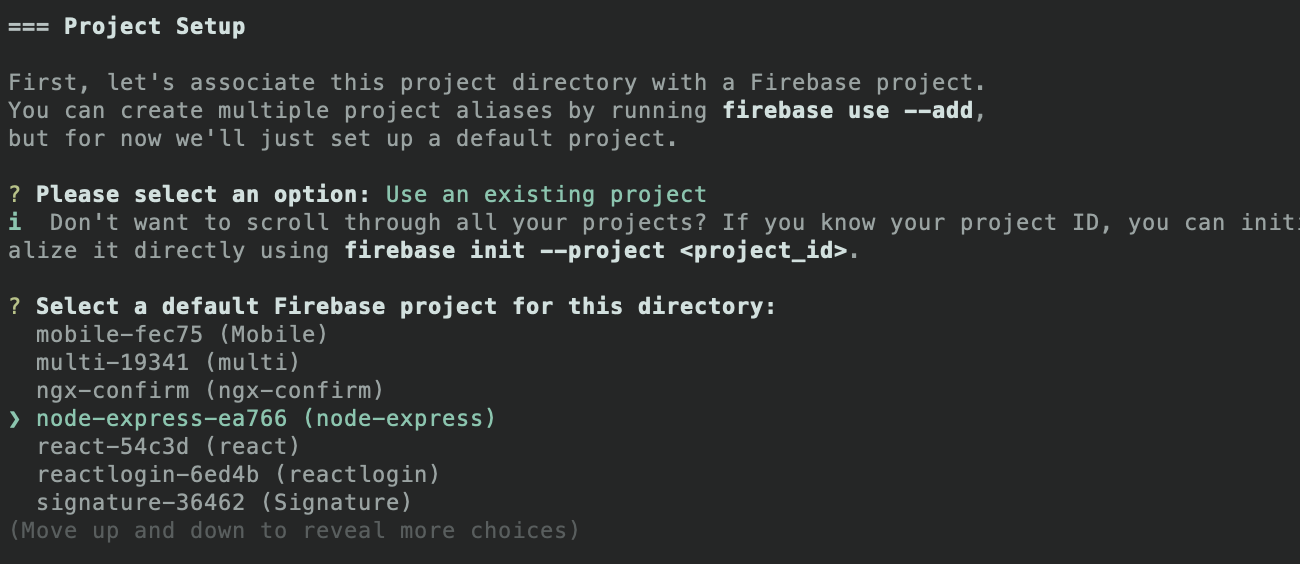 === Project Setup
First, let's associate this project directory with a Firebase project.
You can create multiple project aliases by running firebase use --add,
but for now we'll just set up a default project.
? Please select an option: Use an existing project
i  Don't want to scroll through all your projects? If you know your project ID, you can initi
alize it directly using firebase init --project <project_id>.
? Select a default Firebase project for this directory:
mobile-fec75 (Mobile)
multi-19341 (multi)
ngx-confirm (ngx-confirm)
❯ node-express-ea766 (node-express)
react-54c3d (react)
reactlogin-6ed4b (reactlogin)
signature-36462 (Signature)
(Move up and down to reveal more choices)